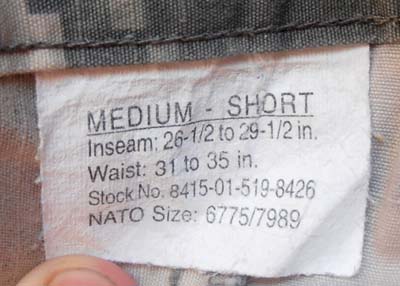 MEDIUM - SHORT
Inseam: 26-1/2 to 29-1/2 in.
Waist: 31 to 35 in.
Stock No. 8415-01-519-8426
NATO Size: 6775/7989